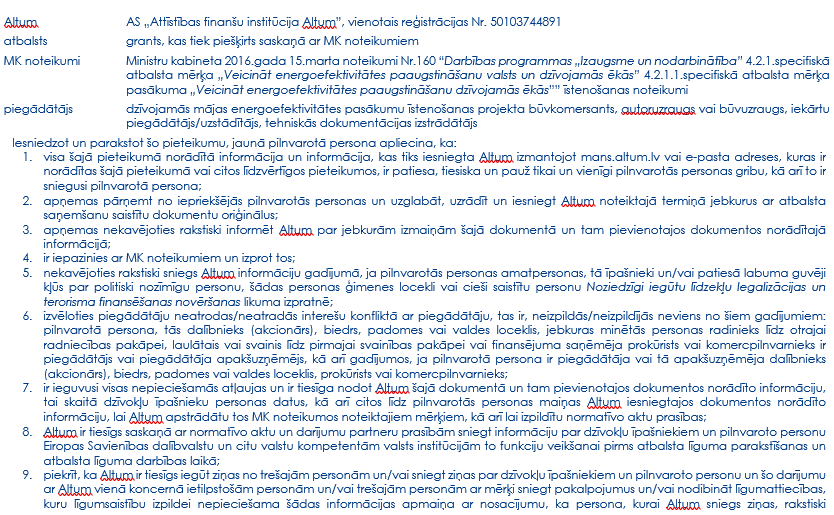 Altum AS „Attīstības finanšu institūcija Altum”, vienotais reģistrācijas Nr. 50103744891
atbalsts grants, kas tiek piešķirts saskaņā ar MK noteikumiem
MK noteikumi Ministru kabineta 2016.gada 15.marta noteikumi Nr.160 “Darbības programmas „Izaugsme un nodarbinātība” 4.2.1.specifiskā
atbalsta mērķa „Veicināt energoefektivitātes paaugstināšanu valsts un dzīvojamās ēkās” 4.2.1.1.specifiskā atbalsta mērķa
pasākuma „Veicināt energoefektivitātes paaugstināšanu dzīvojamās ēkās”” īstenošanas noteikumi
piegādātājs dzīvojamās mājas energoefektivitātes pasākumu īstenošanas projekta būvkomersants, autoruzraugs vai būvuzraugs, iekārtu
piegādātājs/uzstādītājs, tehniskās dokumentācijas izstrādātājs
Iesniedzot un parakstot šo pieteikumu, jaunā pilnvarotā persona apliecina, ka:
1. visa šajā pieteikumā norādītā informācija un informācija, kas tiks iesniegta Altum izmantojot mans.altum.lv vai e-pasta adreses, kuras ir
norādītas šajā pieteikumā vai citos līdzvērtīgos pieteikumos, ir patiesa, tiesiska un pauž tikai un vienīgi pilnvarotās personas gribu, kā arī to ir
sniegusi pilnvarotā persona;
2. apņemas pārņemt no iepriekšējās pilnvarotās personas un uzglabāt, uzrādīt un iesniegt Altum noteiktajā termiņā jebkurus ar atbalsta
saņemšanu saistītu dokumentu oriģinālus;
3. apņemas nekavējoties rakstiski informēt Altum par jebkurām izmaiņām šajā dokumentā un tam pievienotajos dokumentos norādītajā
informācijā;
4. ir iepazinies ar MK noteikumiem un izprot tos;
5. nekavējoties rakstiski sniegs Altum informāciju gadījumā, ja pilnvarotās personas amatpersonas, tā īpašnieki un/vai patiesā labuma guvēji
kļūs par politiski nozīmīgu personu, šādas personas ģimenes locekli vai cieši saistītu personu Noziedzīgi iegūtu līdzekļu legalizācijas un
terorisma finansēšanas novēršanas likuma izpratnē;
6. izvēloties piegādātāju neatrodas/neatradās interešu konfliktā ar piegādātāju, tas ir, neizpildās/neizpildījās neviens no šiem gadījumiem:
pilnvarotā persona, tās dalībnieks (akcionārs), biedrs, padomes vai valdes loceklis, jebkuras minētās personas radinieks līdz otrajai
radniecības pakāpei, laulātais vai svainis līdz pirmajai svainības pakāpei vai finansējuma saņēmēja prokūrists vai komercpilnvarnieks ir
piegādātājs vai piegādātāja apakšuzņēmējs, kā arī gadījumos, ja pilnvarotā persona ir piegādātāja vai tā apakšuzņēmēja dalībnieks
(akcionārs), biedrs, padomes vai valdes loceklis, prokūrists vai komercpilnvarnieks;
7. ir ieguvusi visas nepieciešamās atļaujas un ir tiesīga nodot Altum šajā dokumentā un tam pievienotajos dokumentos norādīto informāciju,
tai skaitā dzīvokļu īpašnieku personas datus, kā arī citos līdz pilnvarotās personas maiņas Altum iesniegtajos dokumentos norādīto
informāciju, lai Altum apstrādātu tos MK noteikumos noteiktajiem mērķiem, kā arī lai izpildītu normatīvo aktu prasības;
8. Altum ir tiesīgs saskaņā ar normatīvo aktu un darījumu partneru prasībām sniegt informāciju par dzīvokļu īpašniekiem un pilnvaroto personu
Eiropas Savienības dalībvalstu un citu valstu kompetentām valsts institūcijām to funkciju veikšanai pirms atbalsta līguma parakstīšanas un
atbalsta līguma darbības laikā;
9. piekrīt, ka Altum ir tiesīgs iegūt ziņas no trešajām personām un/vai sniegt ziņas par dzīvokļu īpašniekiem un pilnvaroto personu un šo darījumu
ar Altum vienā koncernā ietilpstošām personām un/vai trešajām personām ar mērķi sniegt pakalpojumus un/vai nodibināt līgumattiecības,
kuru līgumsaistību izpildei nepieciešama šādas informācijas apmaiņa ar nosacījumu, ka persona, kurai Altum sniegs ziņas, rakstiski